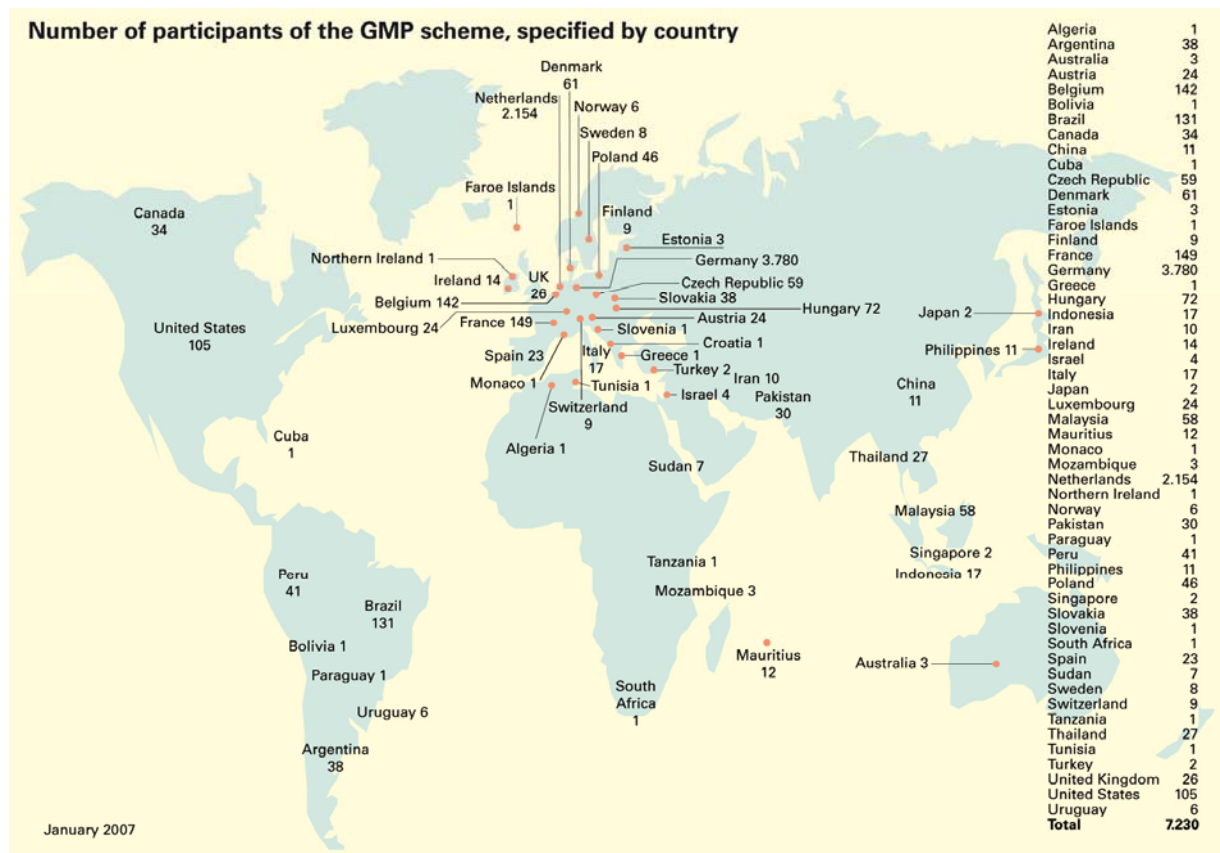 Number of participants of the GMP scheme, specified by country
Denmark
61
Netherlands
2.154
Norway 6
Sweden 8
Poland 46
Faroe Islands
1
Finland
9
Canada
34
Estonia 3
Northern Ireland 1
Germany 3.780
Ireland 14
UK
26
Czech Republic 59
Belgium 142
Slovakia 38
Hungary 72
United States
105
Luxembourg 24
France 149
Austria 24
Japan 2
Slovenia 1
Croatia 1
Spain 23
Italy
17
Greece 1
Philippines 11
Monaco 1
Tunisia 1
Turkey 2
Iran 10
Israel 4
Pakistan
30
China
11
Switzerland
9
Cuba
1
Algeria 1
Sudan 7
Thailand 27
Malaysia 58
Singapore 2
Indonesia 17
Tanzania 1
Mozambique 3
Peru
41
Brazil
131
Bolivia 1
Paraguay 1
Mauritius
12
Australia 3
South
Africa
1
Uruguay 6
Argentina
38
January 2007
Algeria 1
Argentina 38
Australia 3
Austria 24
Belgium 142
Bolivia 1
Brazil 131
Canada 34
China 11
Cuba 1
Czech Republic 59
Denmark 61
Estonia 3
Faroe Islands 1
Finland 9
France 149
Germany 3.780
Greece 1
Hungary 72
Indonesia 17
Iran 10
Ireland 14
Israel 4
Italy 17
Japan 2
Luxembourg 24
Malaysia 58
Mauritius 12
Monaco 1
Mozambique 3
Netherlands 2.154
Northern Ireland 1
Norway 6
Pakistan 30
Paraguay 1
Peru 41
Philippines 11
Poland 46
Singapore 2
Slovakia 38
Slovenia 1
South Africa 1
Spain 23
Sudan 7
Sweden 8
Switzerland 9
Tanzania 1
Thailand 27
Tunisia 1
Turkey 2
United Kingdom 26
United States 105
Uruguay 6
Total 7.230